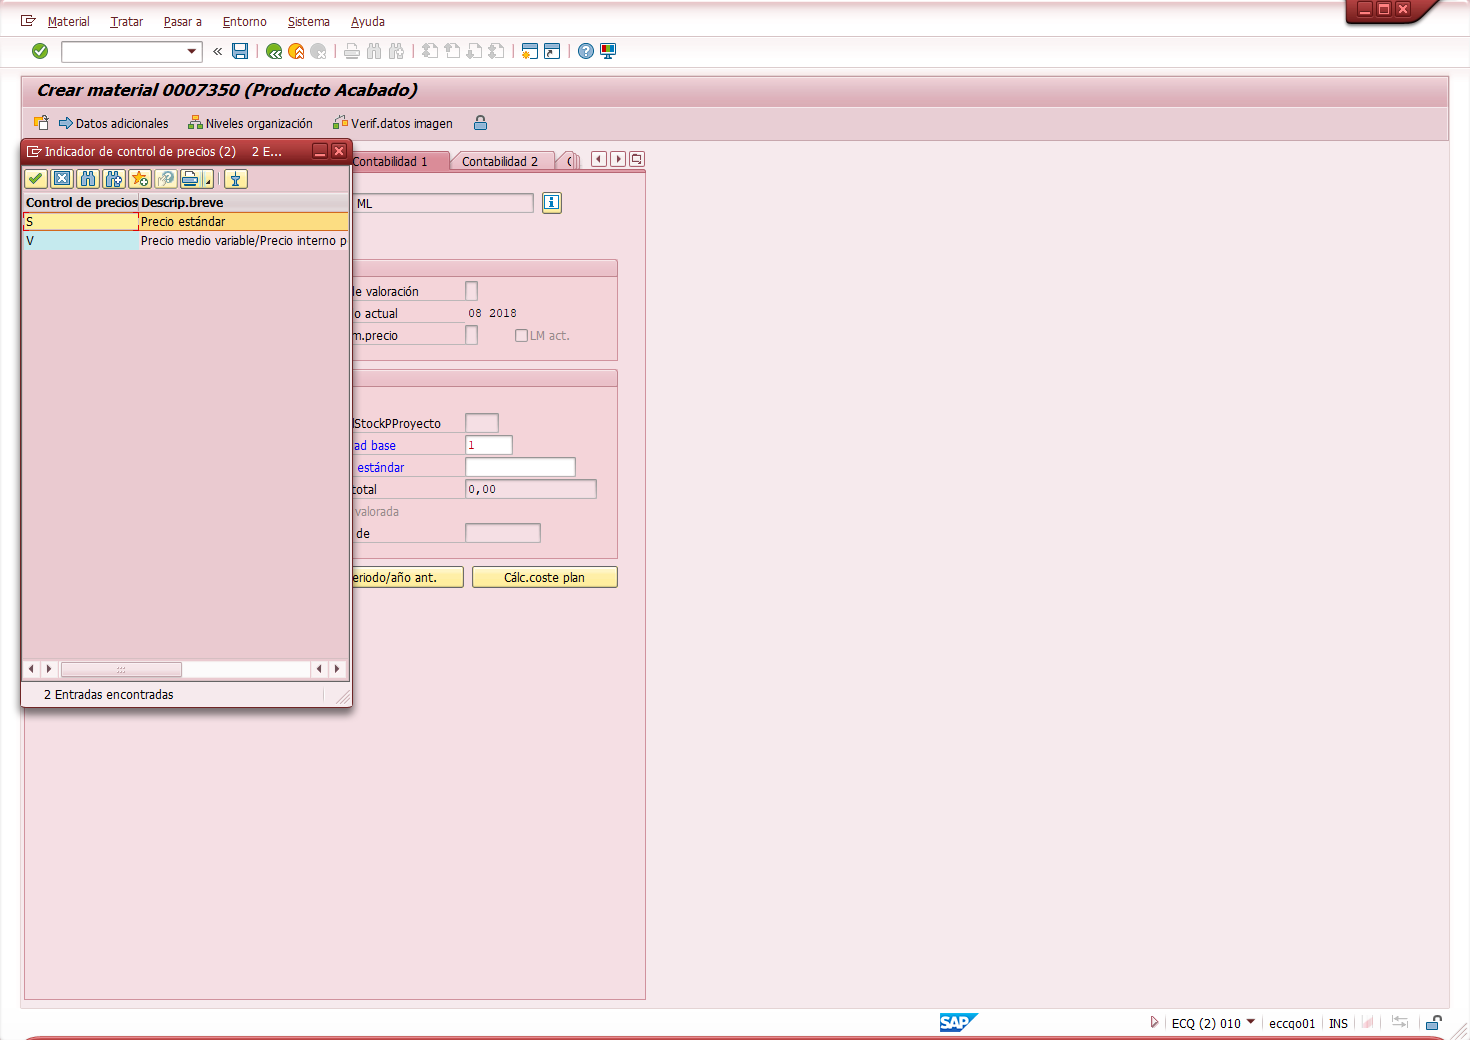 Material Tratar Pasar a Entorno Sistema Ayuda
Crear material 0007350 (Producto Acabado)
Datos adicionales Niveles organización Verif.datos imagen
Indicador de control de precios (2) 2 E...
Contabilidad 1 Contabilidad 2
Control de precios Descrip.breve
ML
S Precio estándar
V Precio medio variable/Precio interno p
de valoración
o actual 08 2018
m.precio LM act.
dStockPProyecto
ad base 1
estándar
total 0,00
valorada
de
eriodo/año ant. Cálc.coste plan
2 Entradas encontradas
SAP ECQ (2) 010 eccqo01 INS